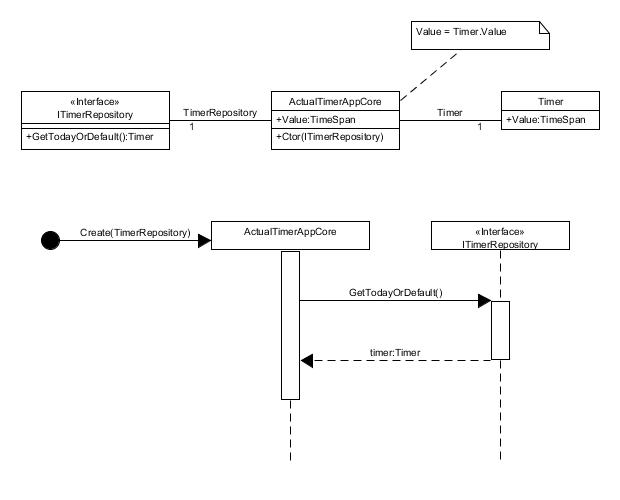 Value = Timer.Value
«Interface»
ITimerRepository
+GetTodayOrDefault():Timer
TimerRepository
1
ActualTimerAppCore
+Value:TimeSpan
+Ctor(ITimerRepository)
Timer
1
Timer
+Value:TimeSpan
Create(TimerRepository)
ActualTimerAppCore
«Interface»
ITimerRepository
GetTodayOrDefault()
timer:Timer